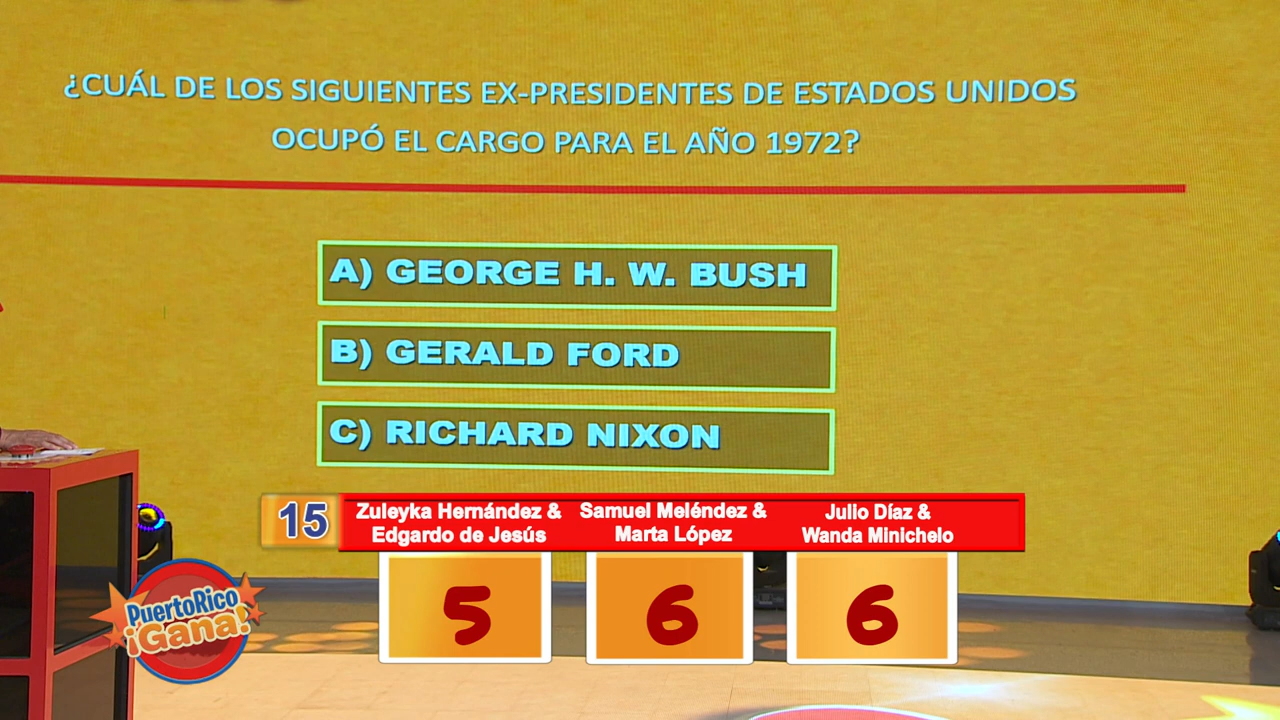 ¿CUÁL DE LOS SIGUIENTES EX-PRESIDENTES DE ESTADOS UNIDOS
OCUPÓ EL CARGO PARA EL AÑO 1972?
A) GEORGE H. W. BUSH
B) GERALD FORD
C) RICHARD NIXON
15
Zuleyka Hernández &
Edgardo de Jesús
Samuel Meléndez &
Marta López
Julio Díaz &
Wanda Minichelo
5
6
6
PuertoRico
¡Gana!